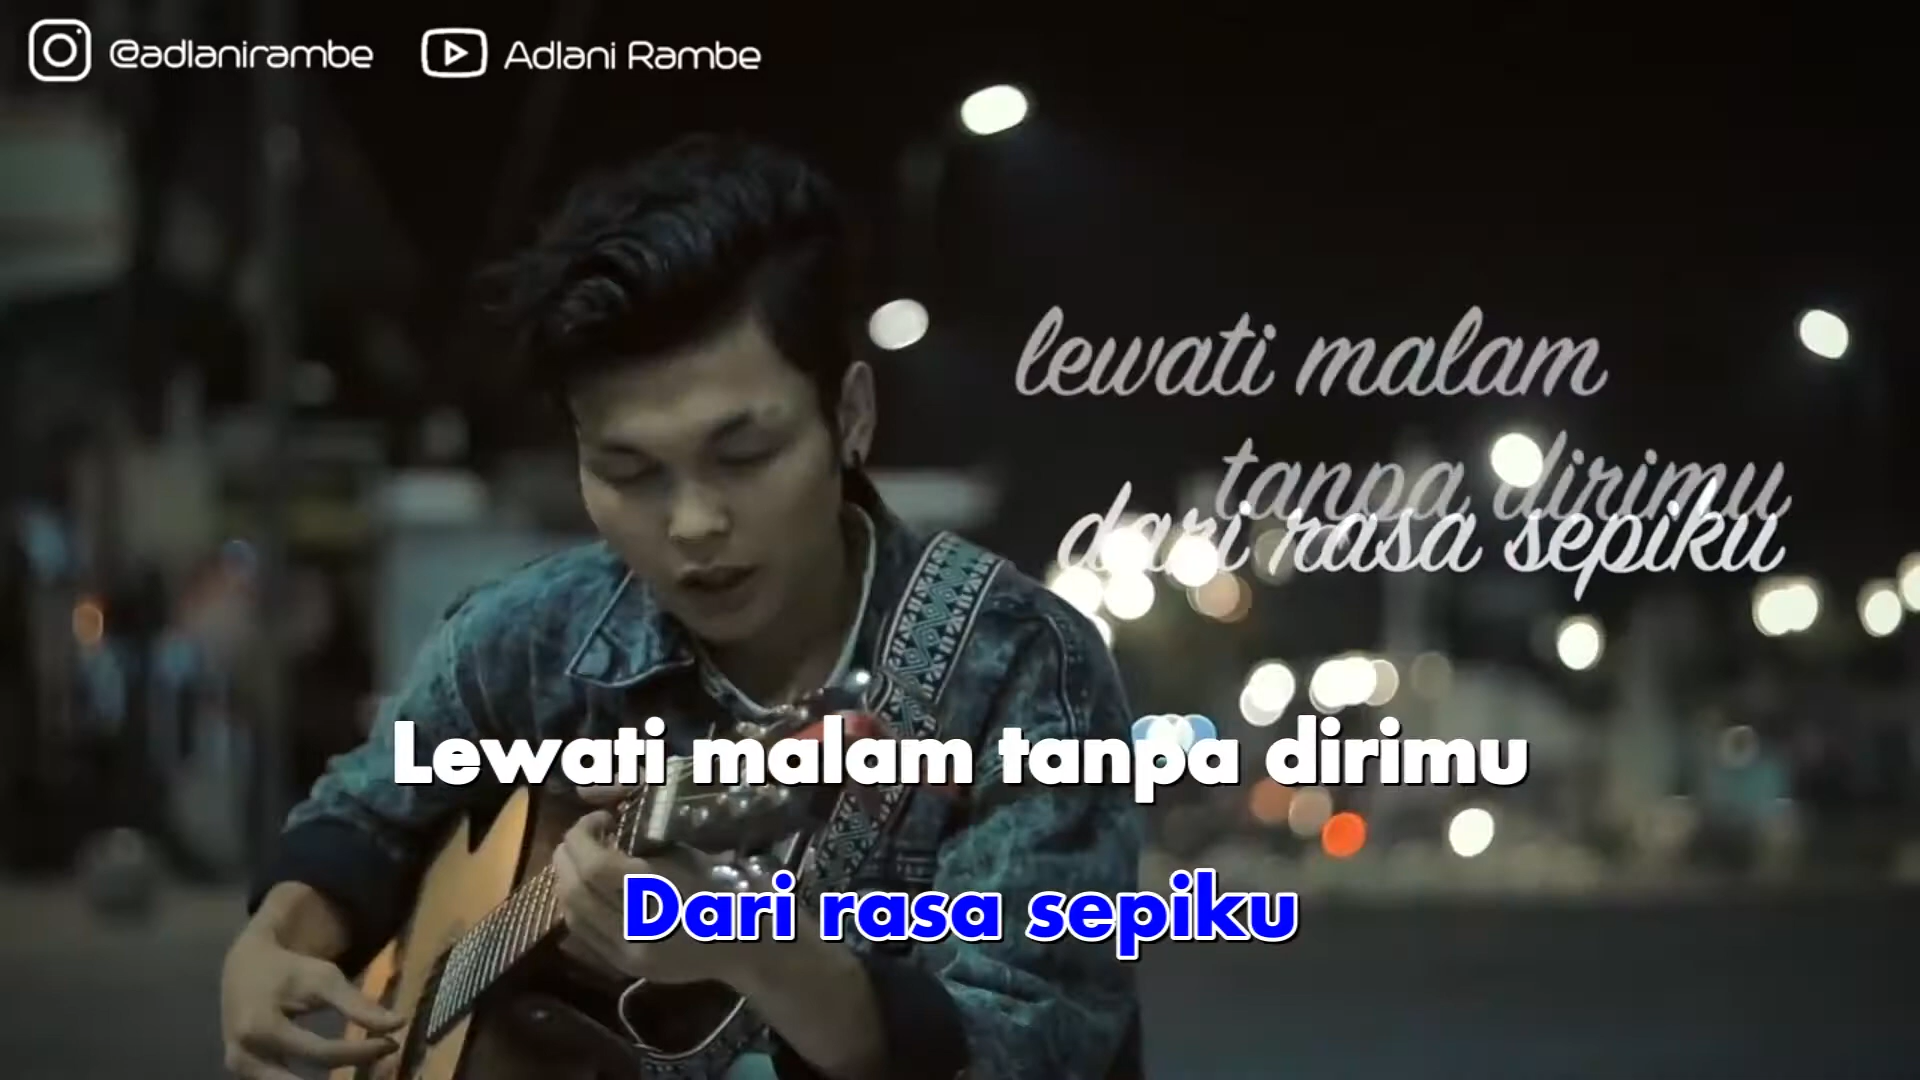 @adlanirambe Adlani Rambe
lewati malam
tanpa dirimu
dari rasa sepiku
Lewati malam tanpa dirimu
Dari rasa sepiku